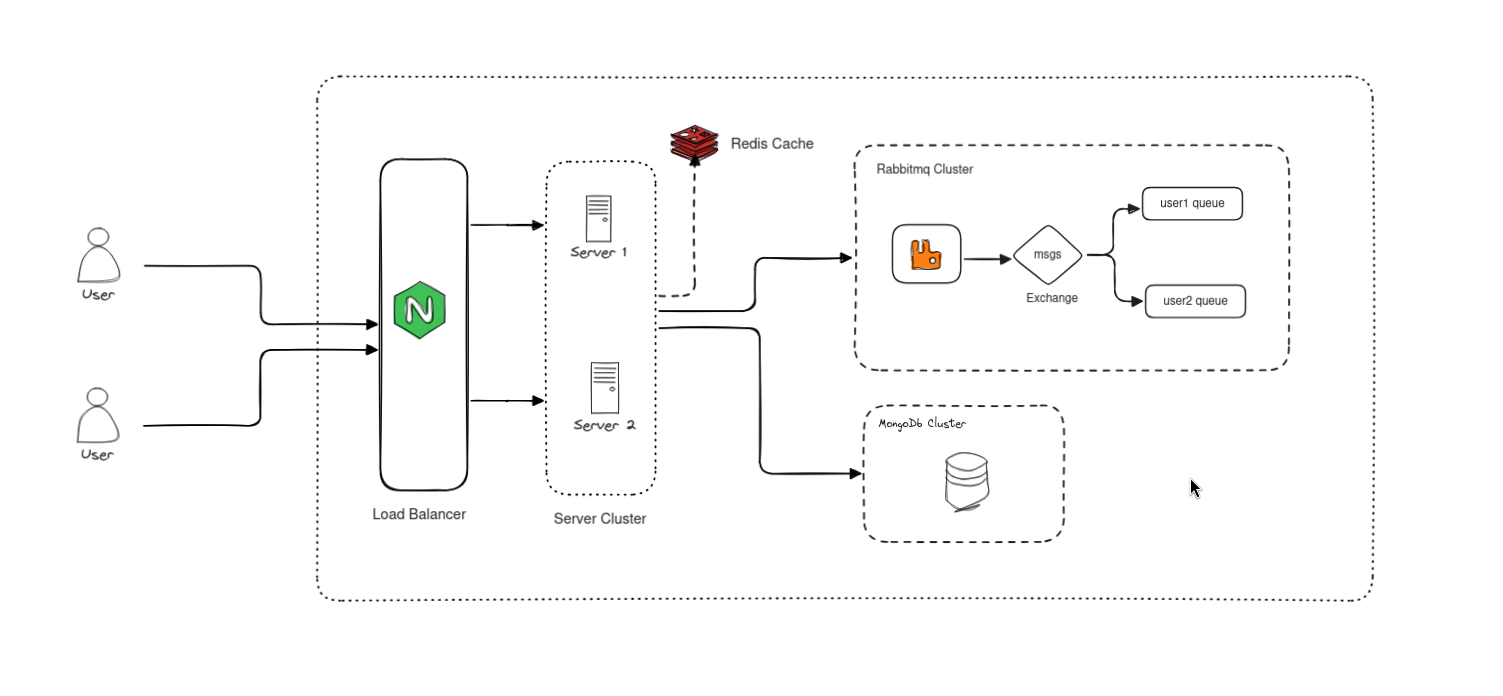 Redis Cache
Rabbitmq Cluster
user1 queue
Server 1
msgs
User
Exchange
user2 queue
N
Server 2
MongoDb Cluster
User
Load Balancer
Server Cluster